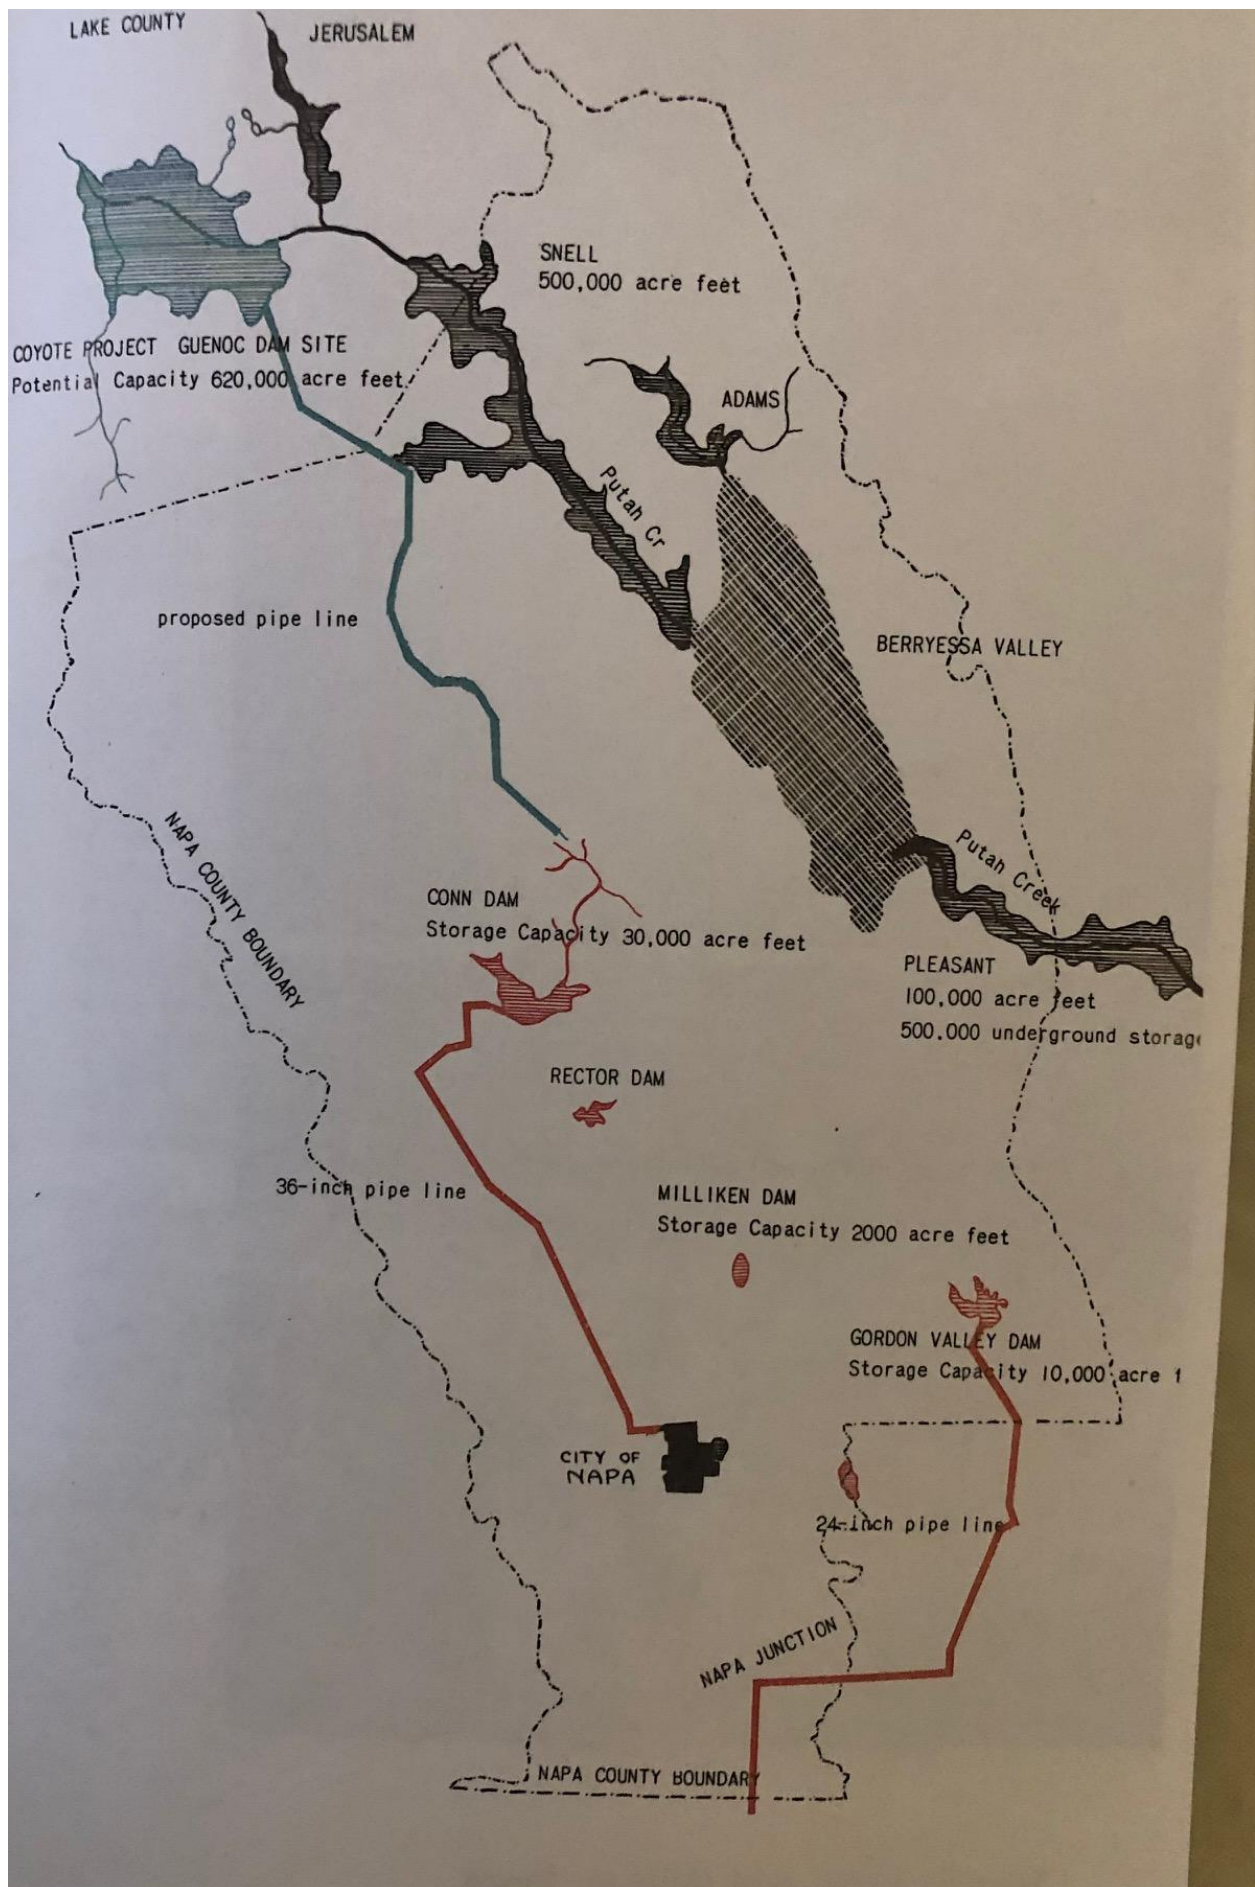 LAKE COUNTY
JERUSALEM
SNELL
500,000 acre feet
COYOTE PROJECT GUENOC DAM SITE
Potential Capacity 620,000 acre feet
ADAMS
Putah Cr
proposed pipe line
BERRYESSA VALLEY
NAPA COUNTY BOUNDARY
Putah Creek
CONN DAM
Storage Capacity 30,000 acre feet
PLEASANT
100,000 acre feet
500.000 underground storag
RECTOR DAM
36-inch pipe line
MILLIKEN DAM
Storage Capacity 2000 acre feet
GORDON VALLEY DAM
Storage Capacity 10,000 acre
CITY OF
NAPA
24-inch pipe line
NAPA JUNCTION
NAPA COUNTY BOUNDARY